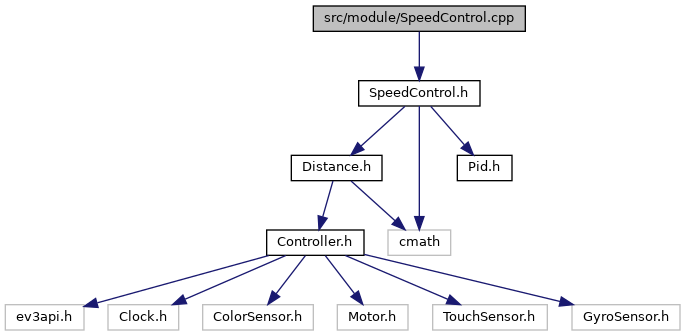 src/module/SpeedControl.cpp
SpeedControl.h
Distance.h
Pid.h
Controller.h
cmath
ev3api.h
Clock.h
ColorSensor.h
Motor.h
TouchSensor.h
GyroSensor.h